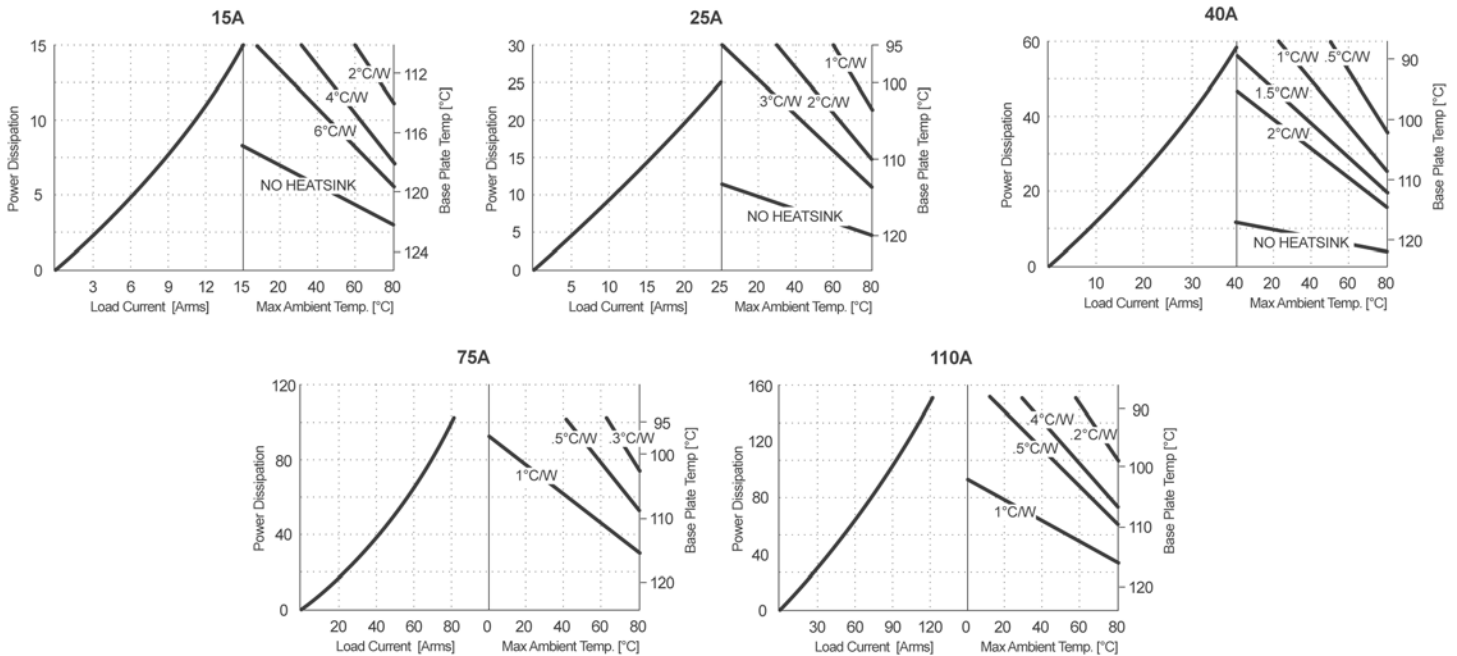 15A
15
10
5
0
Power Dissipation
3 6 9 12 15 20 40 60 80
Load Current [Arms] Max Ambient Temp. [°C]
2°C/W
4°C/W
6°C/W
NO HEATSINK
112
116
120
124
Base Plate Temp [°C]
25A
30
25
20
15
10
5
0
Power Dissipation
5 10 15 20 25 20 40 60 80
Load Current [Arms] Max Ambient Temp. [°C]
1°C/W
2°C/W
3°C/W
NO HEATSINK
95
100
110
120
Base Plate Temp [°C]
40A
60
40
20
0
Power Dissipation
10 20 30 40 20 40 60 80
Load Current [Arms] Max Ambient Temp. [°C]
.5°C/W
1°C/W
1.5°C/W
2°C/W
NO HEATSINK
90
100
110
120
Base Plate Temp [°C]
75A
120
80
40
0
Power Dissipation
20 40 60 80 0 20 40 60 80
Load Current [Arms] Max Ambient Temp. [°C]
.5°C/W
.3°C/W
1°C/W
95
100
110
120
Base Plate Temp [°C]
110A
160
120
80
40
0
Power Dissipation
30 60 90 120 0 20 40 60 80
Load Current [Arms] Max Ambient Temp. [°C]
.4°C/W
.2°C/W
.5°C/W
1°C/W
90
100
110
120
Base Plate Temp [°C]